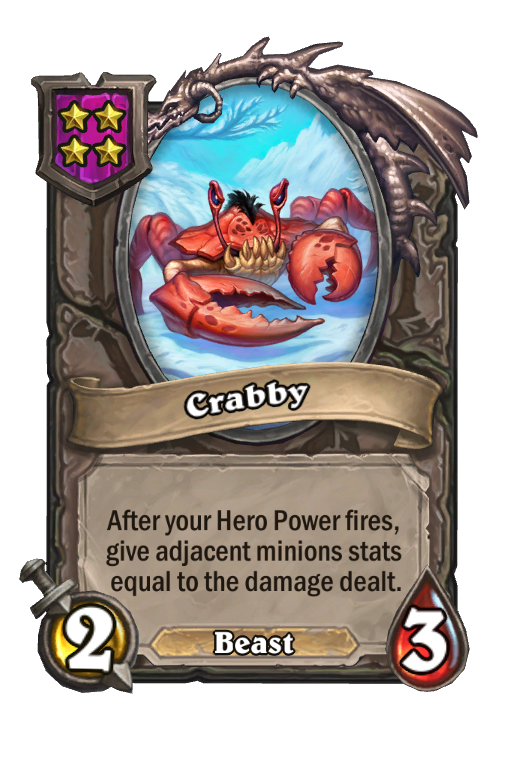 Crabby
After your Hero Power fires,
give adjacent minions stats
equal to the damage dealt.
2
Beast
3